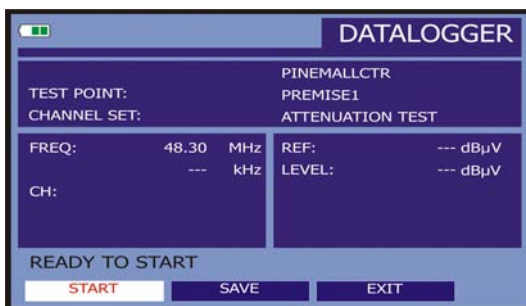 DATALOGGER
PINEMALLCTR
TEST POINT: PREMISE1
CHANNEL SET: ATTENUATION TEST
FREQ: 48.30 MHz
--- kHz
CH:
REF: --- dBµV
LEVEL: --- dBµV
READY TO START
START SAVE EXIT